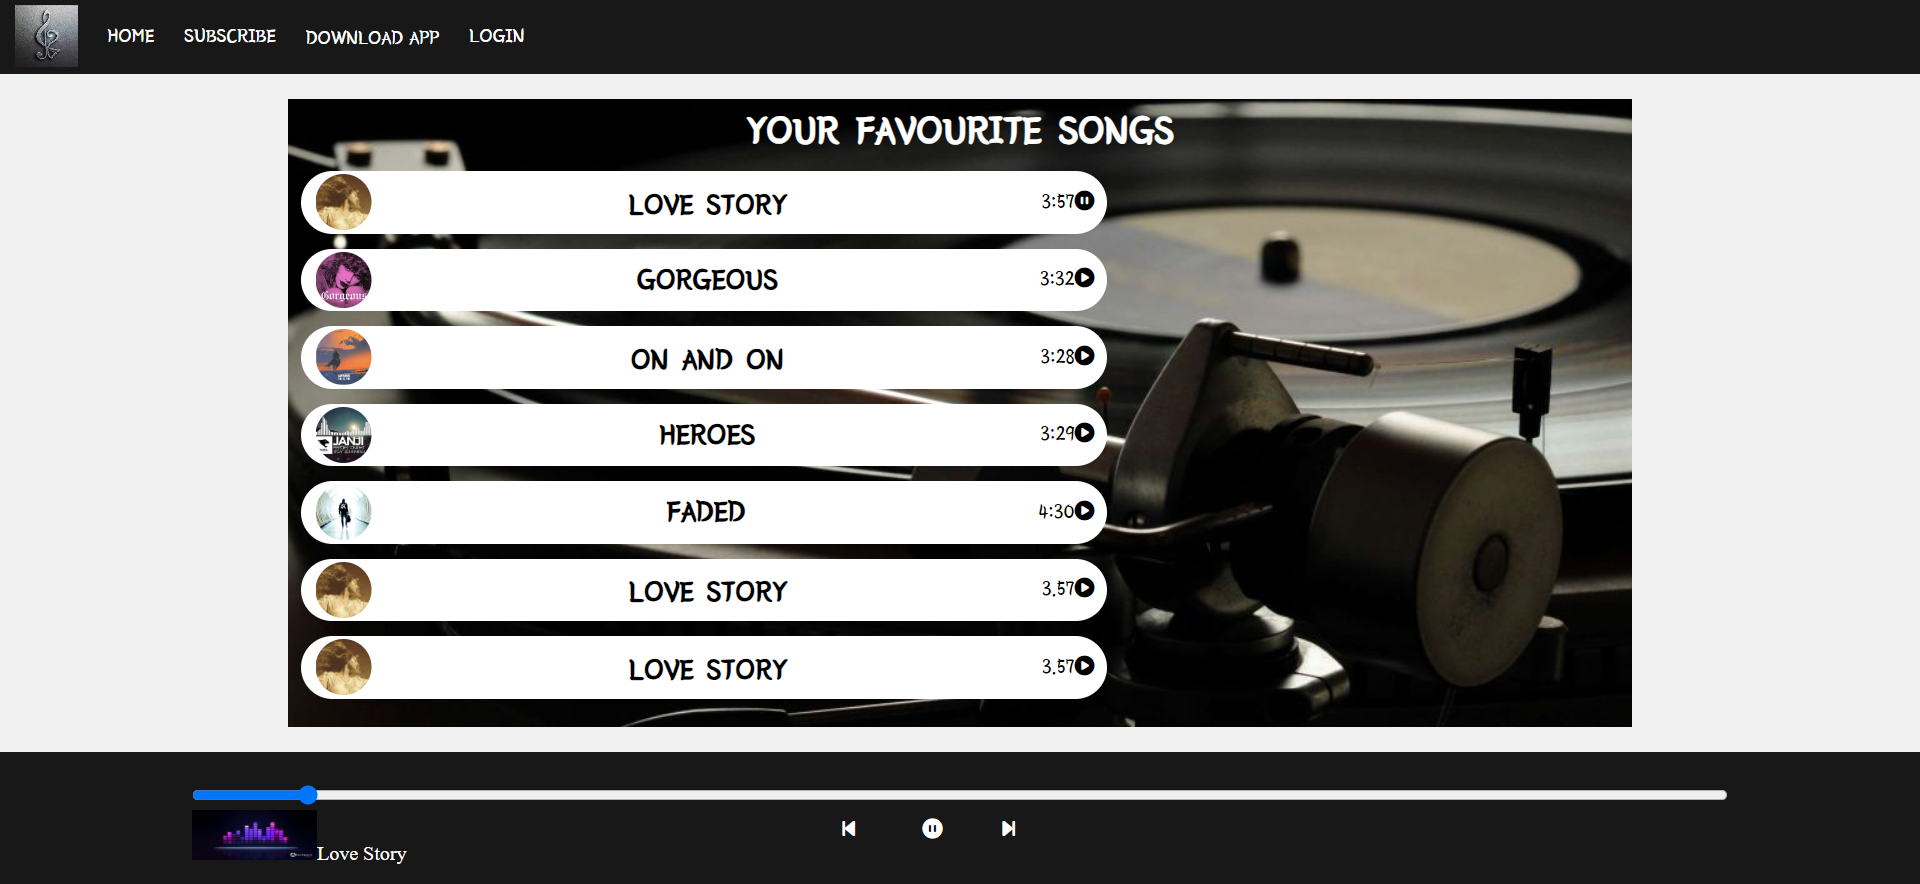 HOME SUBSCRIBE DOWNLOAD APP LOGIN
YOUR FAVOURITE SONGS
LOVE STORY 3:57
GORGEOUS 3:32
Gorgeous
ON AND ON 3:28
HEROES 3:29
JANJI
FADED 4:30
LOVE STORY 3.57
LOVE STORY 3.57
Love Story